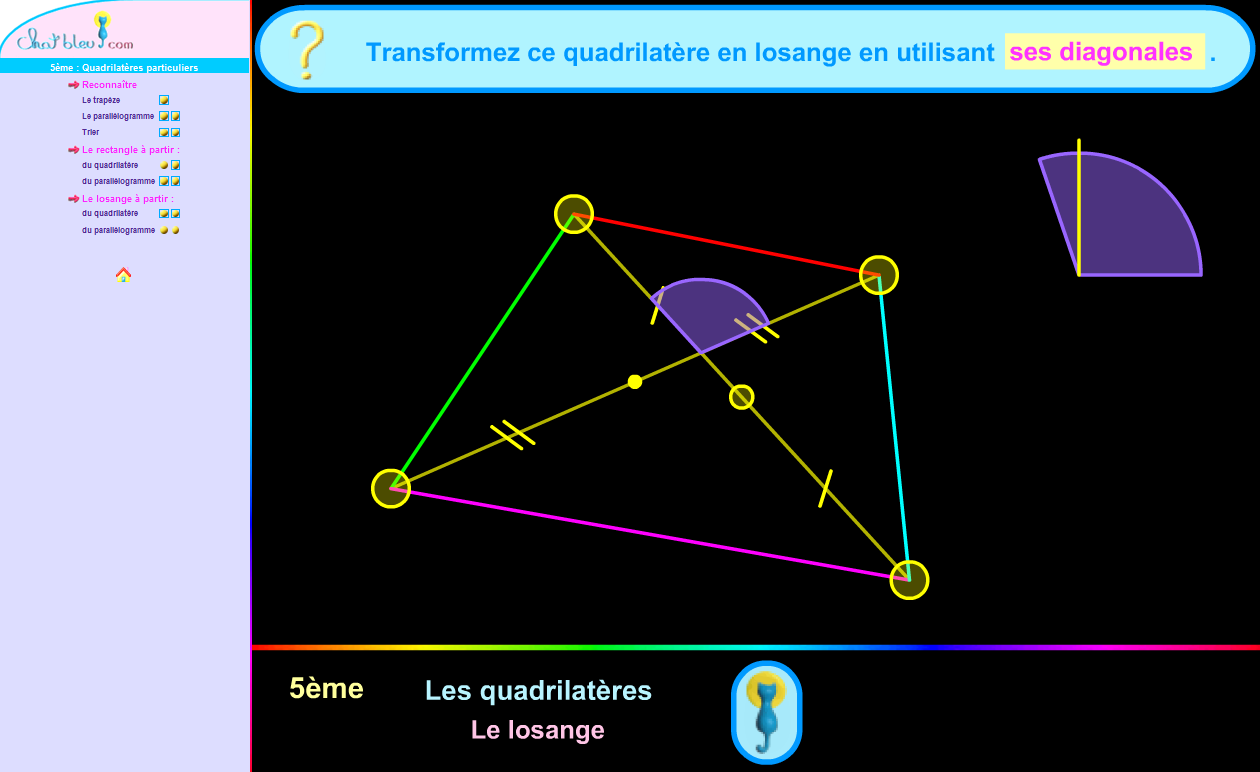 Chat bleu.com
5ème : Quadrilatères particuliers
Reconnaître
Le trapèze
Le parallélogramme
Trier
Le rectangle à partir :
du quadrilatère
du parallélogramme
Le losange à partir :
du quadrilatère
du parallélogramme
? Transformez ce quadrilatère en losange en utilisant ses diagonales .
5ème
Les quadrilatères
Le losange